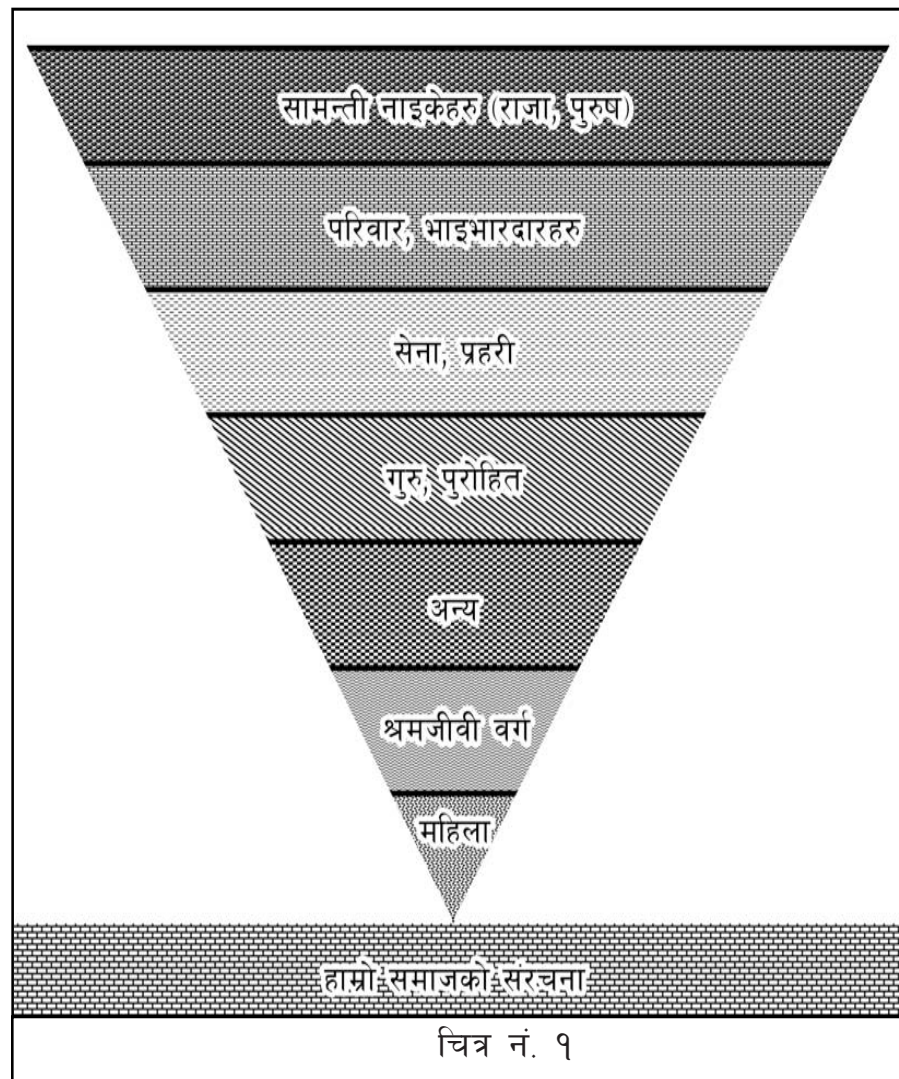 सामन्ती नाइकेहरु (राजा, पुरुष)
परिवार, भाइभारदारहरु
सेना, प्रहरी
गुरु, पुरोहित
अन्य
श्रमजीवी वर्ग
महिला
हाम्रो समाजको संरचना
चित्र नं. १